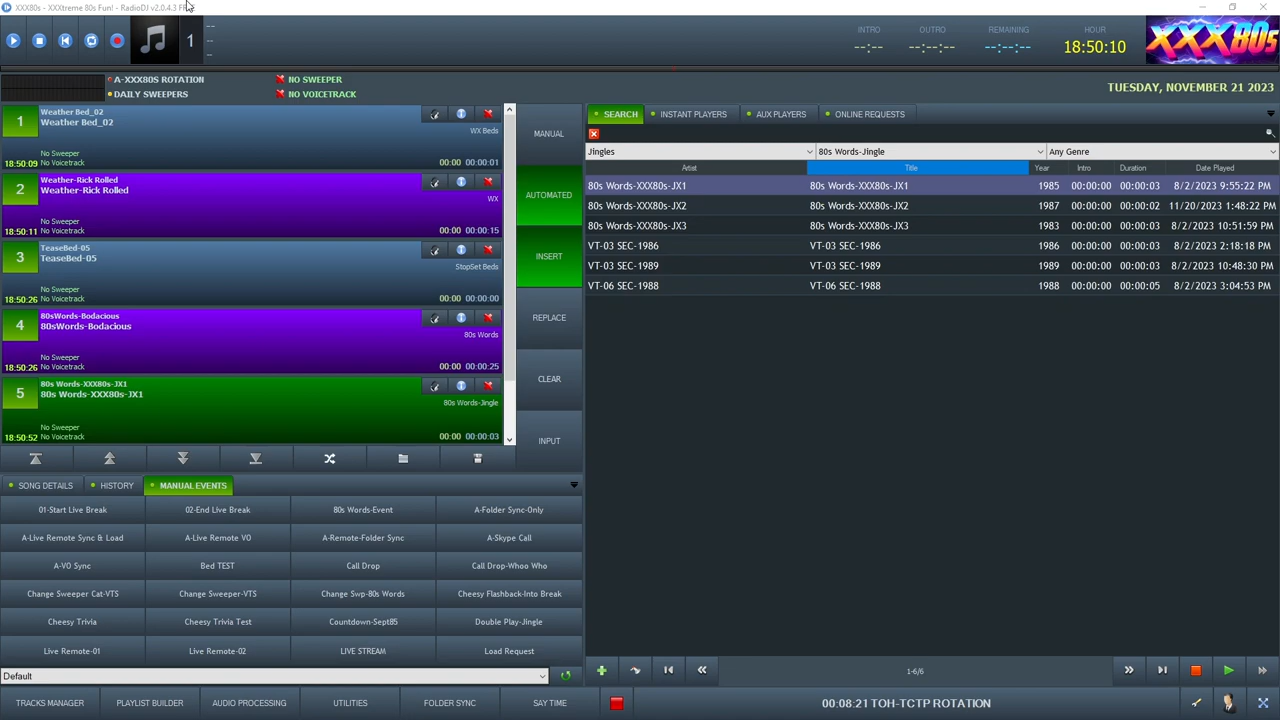 XXX80s - XXXtreme 80s Fun! - RadioDJ v2.0.4.3
1
--
--
--
INTRO
--:--
OUTRO
--:--
REMAINING
--:--:--
HOUR
18:50:10
XXX80s
A-XXX80S ROTATION
NO SWEEPER
DAILY SWEEPERS
NO VOICETRACK
TUESDAY, NOVEMBER 21 2023
1
Weather Bed_02
Weather Bed_02
WX Beds
No Sweeper
18:50:09 No Voicetrack
00:00 00:00:01
2
Weather-Rick Rolled
Weather-Rick Rolled
WX
No Sweeper
18:50:11 No Voicetrack
00:00 00:00:15
3
TeaseBed-05
TeaseBed-05
StopSet Beds
No Sweeper
18:50:26 No Voicetrack
00:00 00:00:00
4
80sWords-Bodacious
80sWords-Bodacious
80s Words
No Sweeper
18:50:26 No Voicetrack
00:00 00:00:25
5
80s Words-XXX80s-JX1
80s Words-XXX80s-JX1
80s Words-Jingle
No Sweeper
18:50:52 No Voicetrack
00:00 00:00:03
MANUAL
AUTOMATED
INSERT
REPLACE
CLEAR
INPUT
SEARCH INSTANT PLAYERS AUX PLAYERS ONLINE REQUESTS
Jingles 80s Words-Jingle Any Genre
Artist Title Year Intro Duration Date Played
80s Words-XXX80s-JX1 80s Words-XXX80s-JX1 1985 00:00:00 00:00:03 8/2/2023 9:55:22 PM
80s Words-XXX80s-JX2 80s Words-XXX80s-JX2 1987 00:00:00 00:00:02 11/20/2023 1:48:22 PM
80s Words-XXX80s-JX3 80s Words-XXX80s-JX3 1983 00:00:00 00:00:03 8/2/2023 10:51:59 PM
VT-03 SEC-1986 VT-03 SEC-1986 1986 00:00:00 00:00:03 8/2/2023 2:18:18 PM
VT-03 SEC-1989 VT-03 SEC-1989 1989 00:00:00 00:00:03 8/2/2023 10:48:30 PM
VT-06 SEC-1988 VT-06 SEC-1988 1988 00:00:00 00:00:05 8/2/2023 3:04:53 PM
SONG DETAILS HISTORY MANUAL EVENTS
01-Start Live Break 02-End Live Break 80s Words-Event A-Folder Sync-Only
A-Live Remote Sync & Load A-Live Remote VO A-Remote-Folder Sync A-Skype Call
A-VO Sync Bed TEST Call Drop Call Drop-Whoo Who
Change Sweeper Cat-VTS Change Sweeper-VTS Change Swp-80s Words Cheesy Flashback-Into Break
Cheesy Trivia Cheesy Trivia Test Countdown-Sept85 Double Play-Jingle
Live Remote-01 Live Remote-02 LIVE STREAM Load Request
Default
1-6/6
TRACKS MANAGER PLAYLIST BUILDER AUDIO PROCESSING UTILITIES FOLDER SYNC SAY TIME
00:08:21 TOH-TCTP ROTATION